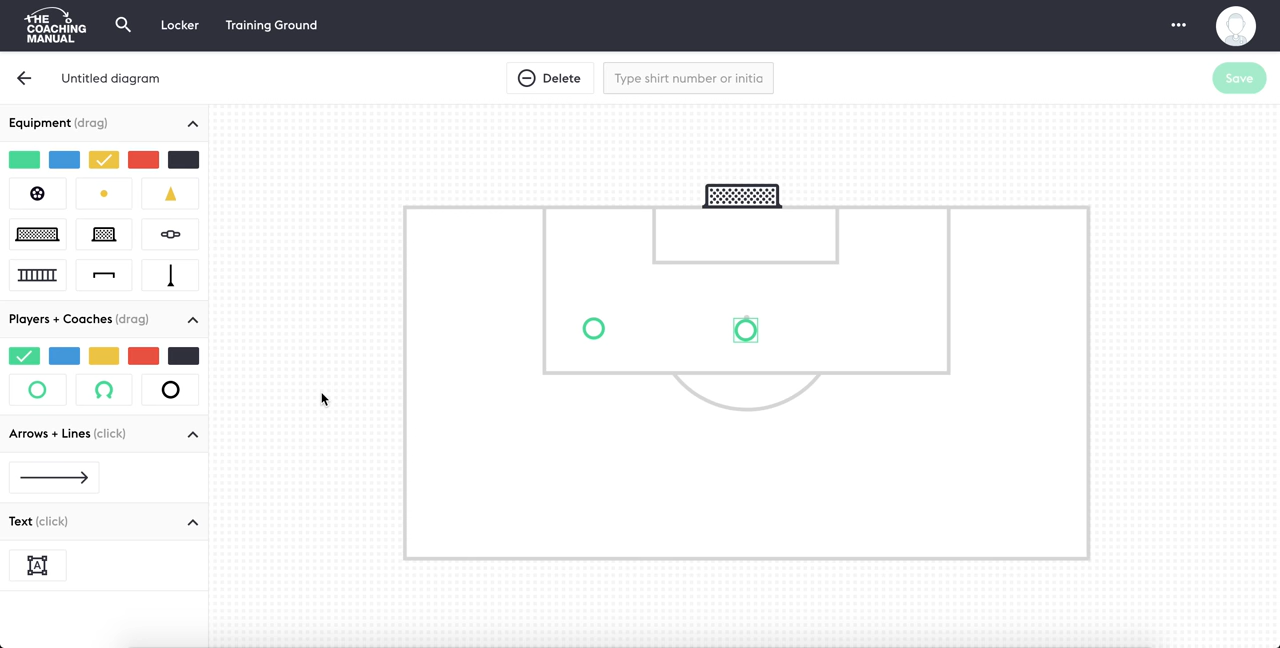 THE
COACHING
MANUAL
Locker
Training Ground
Untitled diagram
Delete
Type shirt number or initia
Save
Equipment (drag)
Players + Coaches (drag)
Arrows + Lines (click)
Text (click)
A